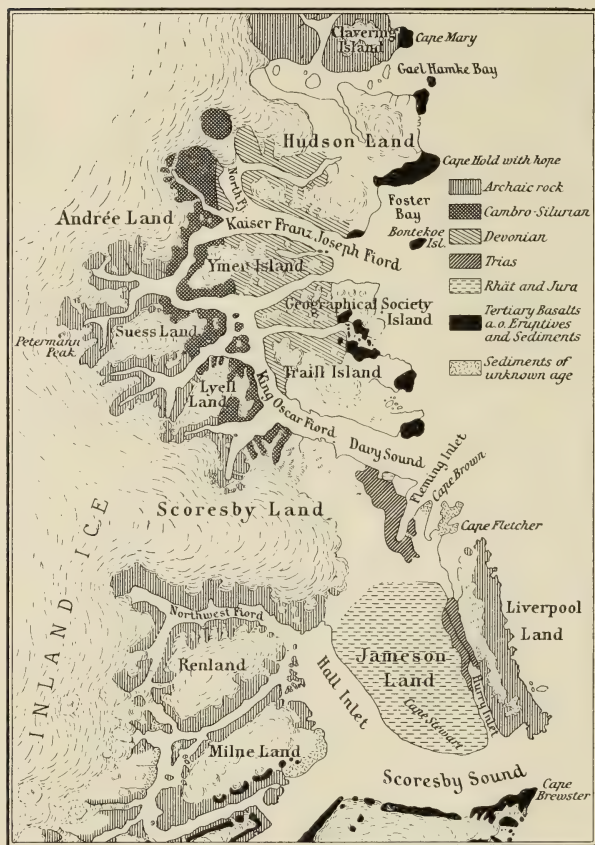 Clavering
Island
Cape Mary
Gael Hamke Bay
Hudson Land
Cape Hold with hope
North Fj.
Foster
Bay
Bontekoe
Isl.
Andrée Land
Kaiser Franz Joseph Fiord
Ymer Island
Geographical Society
Island
Suess Land
Petermann
Peak
Lyell
Land
Traill Island
King Oscar Fiord
Davy Sound
Fleming Inlet
Cape Brown
Cape Fletcher
Scoresby Land
INLAND ICE
Northwest Fiord
Renland
Hall Inlet
Jameson
Land
Cape Stewart
Hurry Inlet
Liverpool
Land
Milne Land
Scoresby Sound
Cape
Brewster
Archaic rock
Cambro-Silurian
Devonian
Trias
Rhät and Jura
Tertiary Basalts
a.o. Eruptives
and Sediments
Sediments of
unknown age